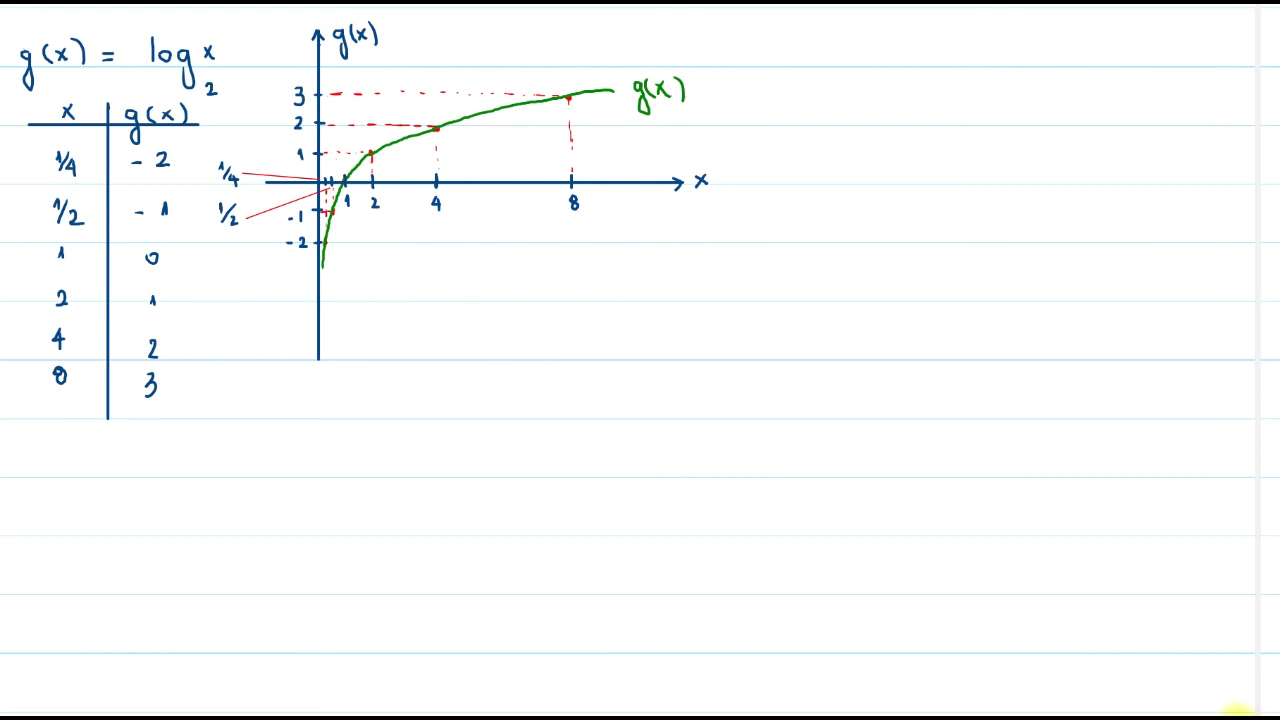 g(x) = log₂ x
x g(x)
1/4 -2
1/2 -1
1 0
2 1
4 2
8 3
g(x)
3
2
1
-1
-2
1/4
1/2
1 2 4 8
x
g(x)